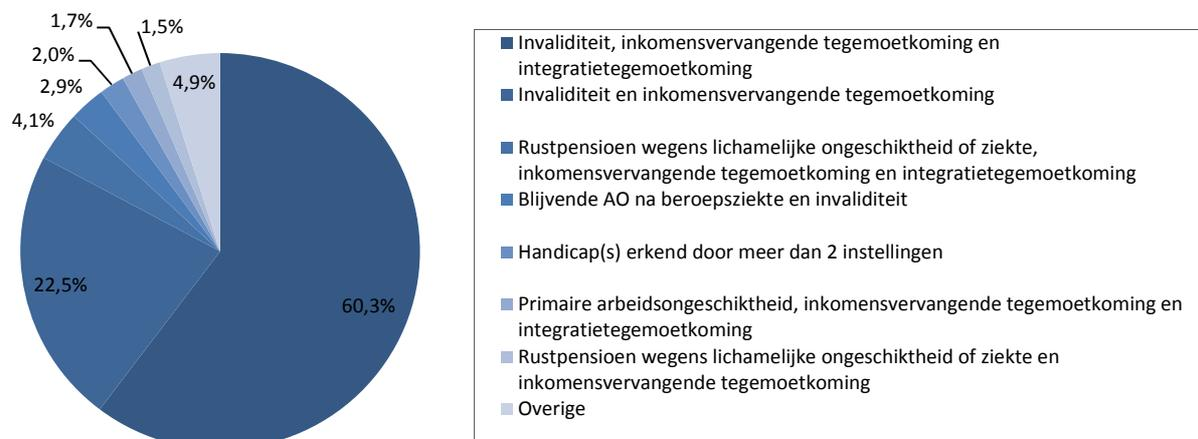 1,7%
1,5%
2,0%
2,9%
4,9%
4,1%
22,5%
60,3%
Invaliditeit, inkomensvervangende tegemoetkoming en
integratietegemoetkoming
Invaliditeit en inkomensvervangende tegemoetkoming
Rustpensioen wegens lichamelijke ongeschiktheid of ziekte,
inkomensvervangende tegemoetkoming en integratietegemoetkoming
Blijvende AO na beroepsziekte en invaliditeit
Handicap(s) erkend door meer dan 2 instellingen
Primaire arbeidsongeschiktheid, inkomensvervangende tegemoetkoming en
integratietegemoetkoming
Rustpensioen wegens lichamelijke ongeschiktheid of ziekte en
inkomensvervangende tegemoetkoming
Overige